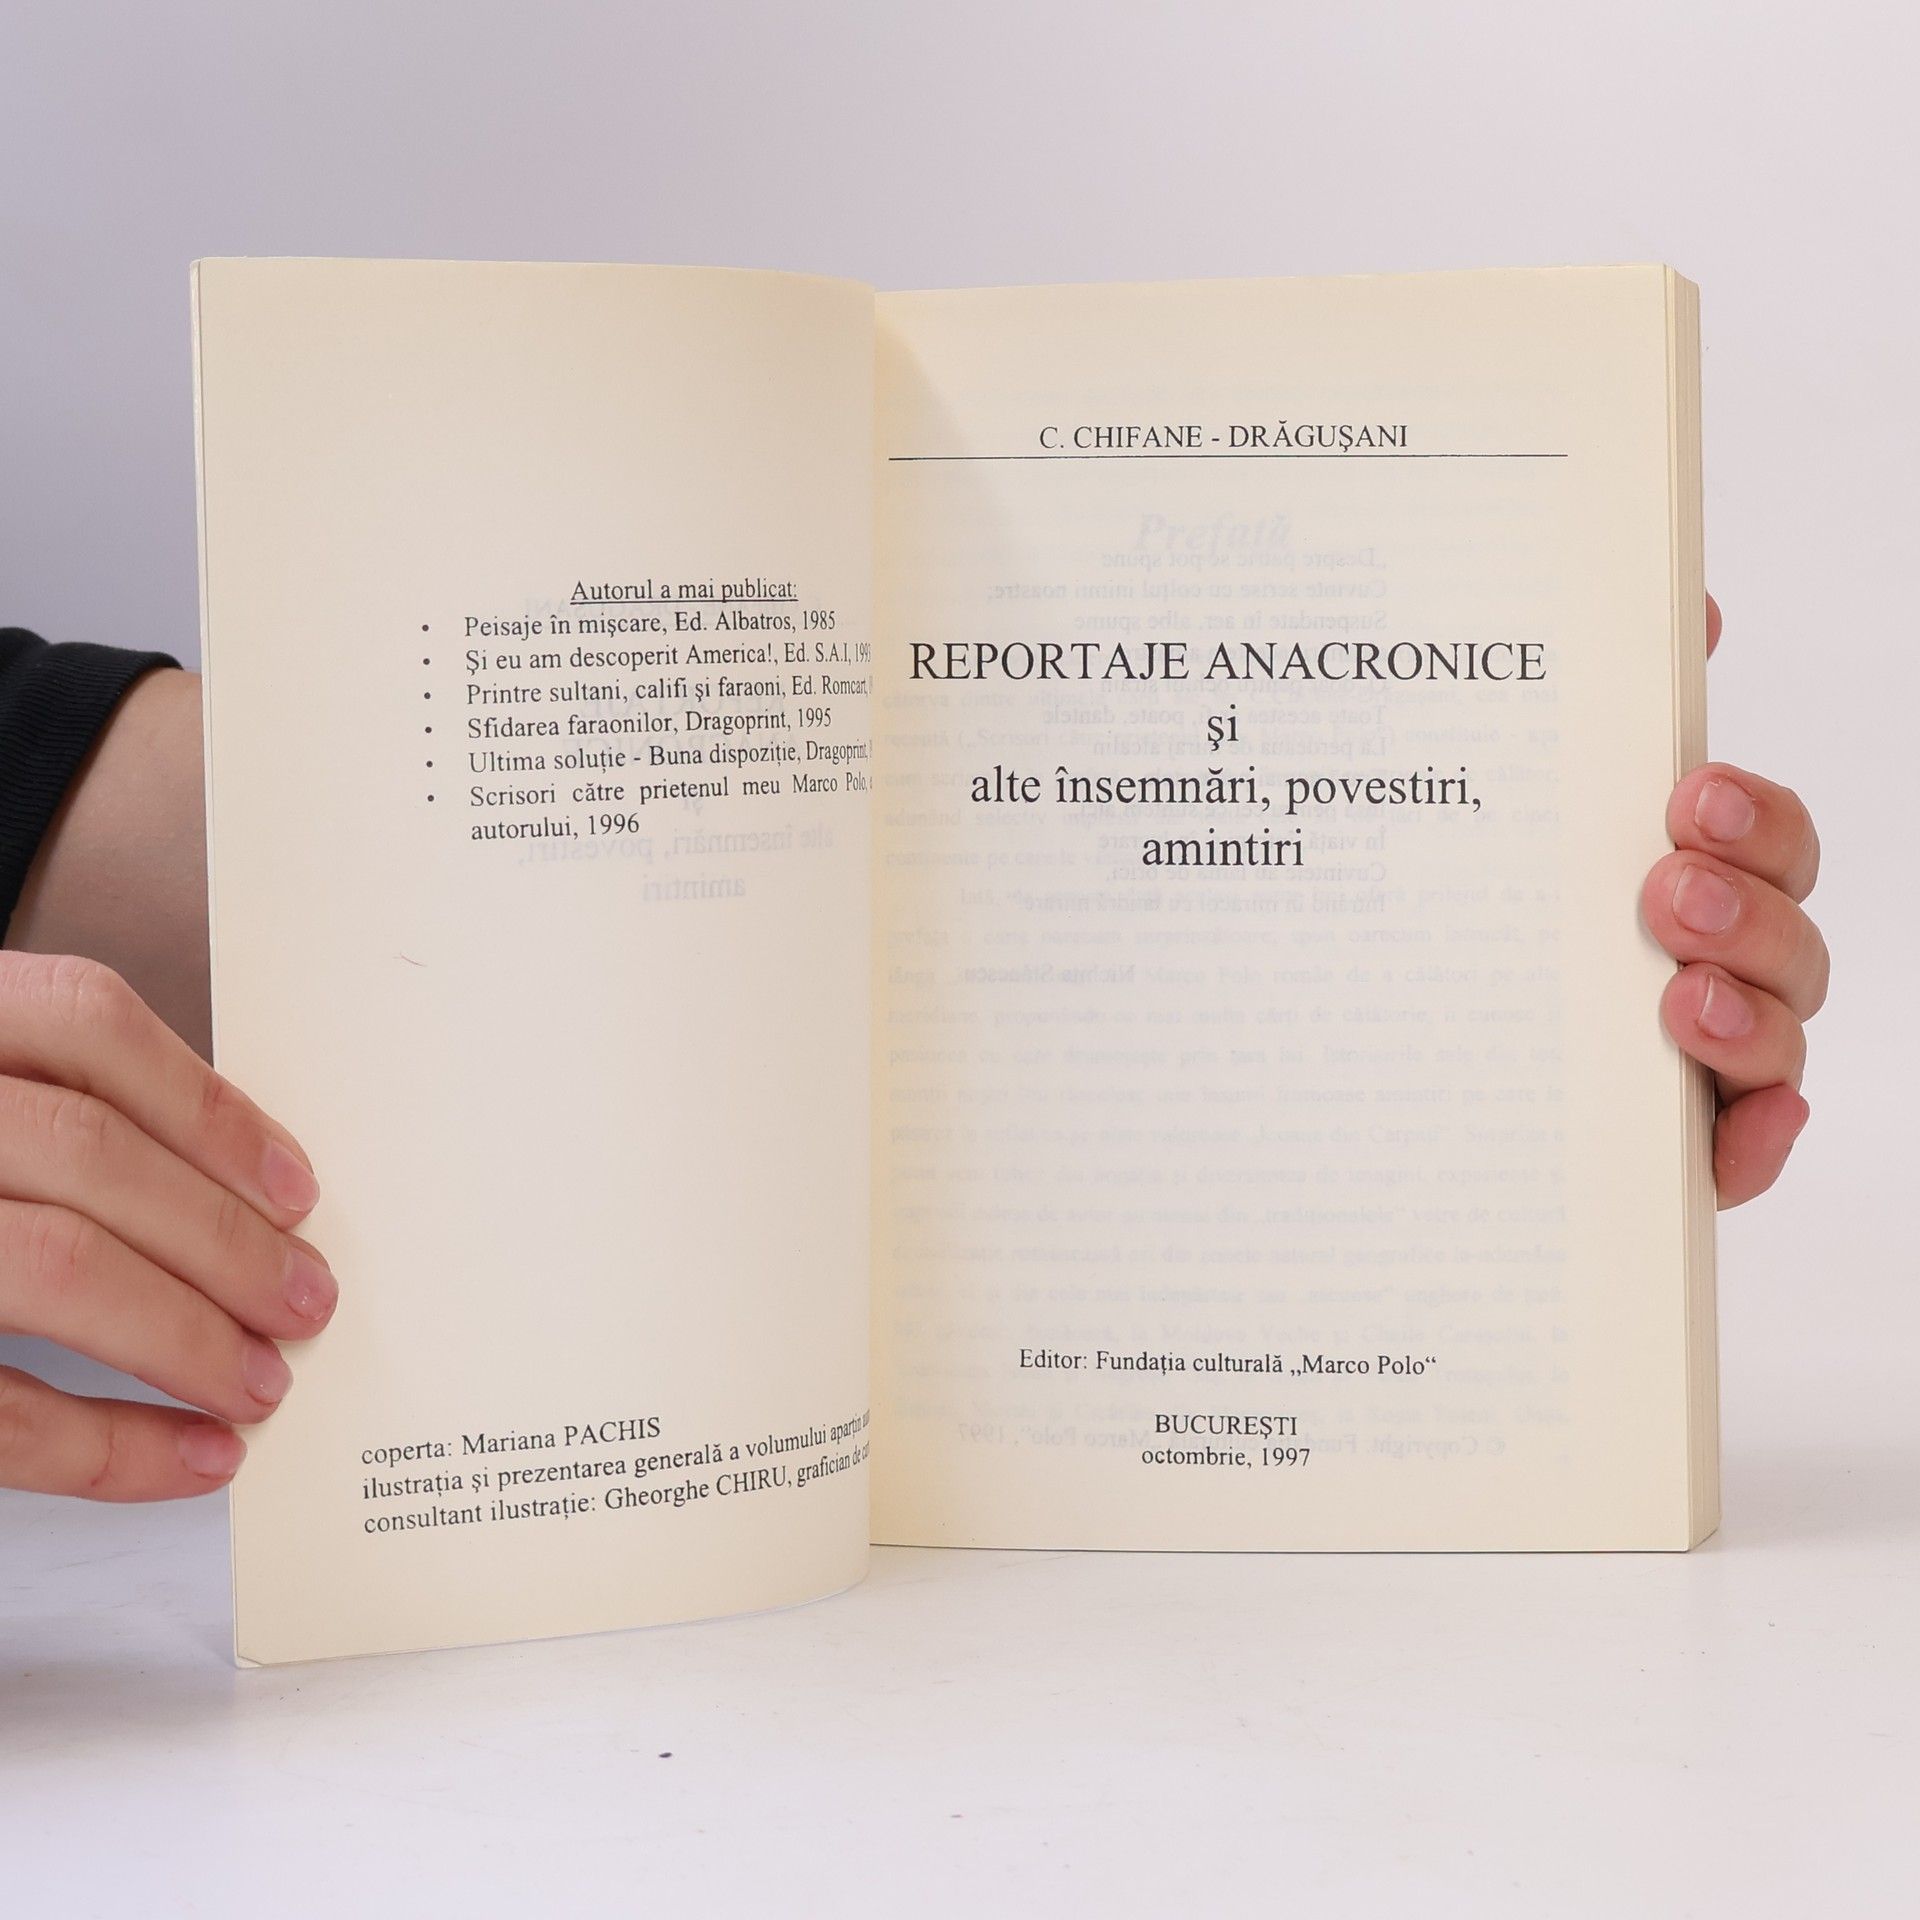 Autorul a mai publicat:
• Peisaje în mişcare, Ed. Albatros, 1985
• Şi eu am descoperit America!, Ed. S.A.I,
• Printre sultani, califi şi faraoni, Ed. Romcart,
• Sfidarea faraonilor, Dragoprint, 1995
• Ultima soluţie - Buna dispoziţie, Dragoprint,
• Scrisori către prietenul meu Marco Polo,
autorului, 1996
coperta: Mariana PACHIS
ilustraţia şi prezentarea generală a volumului aparţin
consultant ilustraţie: Gheorghe CHIRU, grafician de
C. CHIFANE - DRĂGUŞANI
REPORTAJE ANACRONICE
şi
alte însemnări, povestiri,
amintiri
Editor: Fundaţia culturală „Marco Polo“
BUCUREŞTI
octombrie, 1997